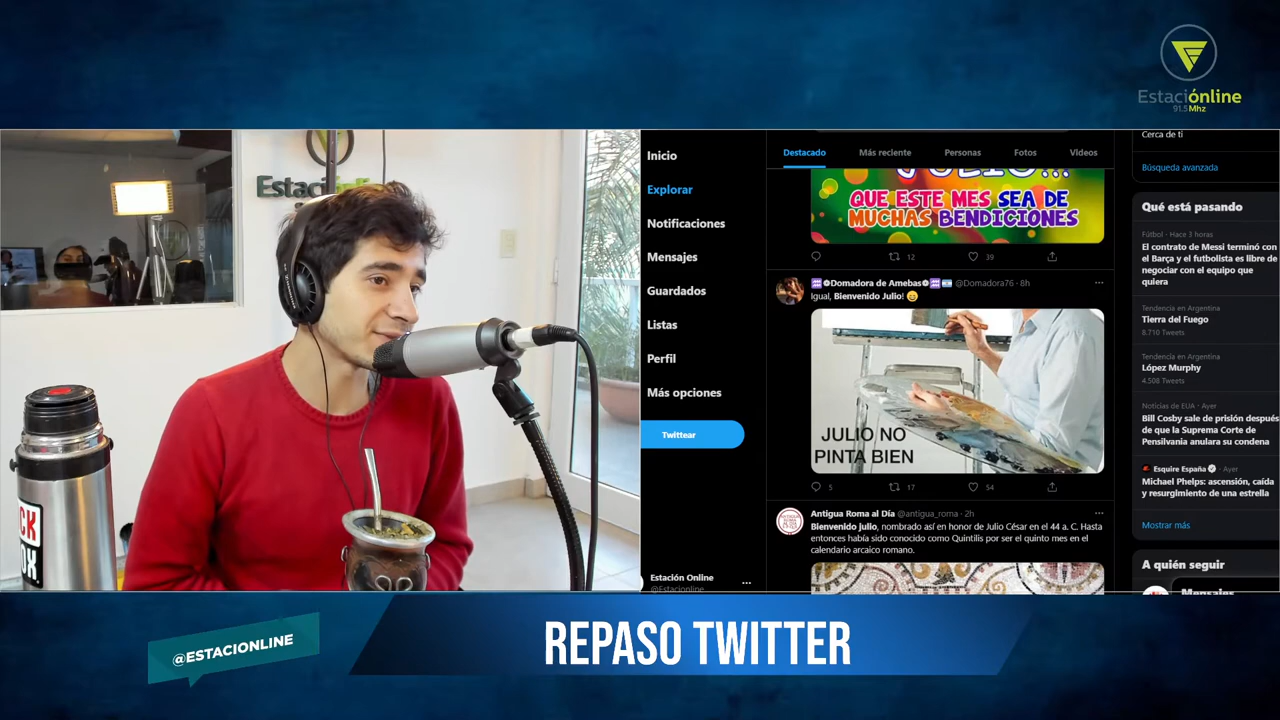 Estaciónline
91.5 Mhz
Estaci
CK
OX.
Inicio
Explorar
Notificaciones
Mensajes
Guardados
Listas
Perfil
Más opciones
Twittear
Estación Online
@Estacionline
Destacado
Más reciente
Personas
Fotos
Videos
JULIO...
QUE ESTE MES SEA DE
MUCHAS BENDICIONES
12
39
Domadora de Amebas @Domadora76 · 8h
Igual, Bienvenido Julio!
JULIO NO
PINTA BIEN
5
17
54
Antigua Roma al Día @antigua_roma · 2h
Bienvenido julio, nombrado así en honor de Julio César en el 44 a. C. Hasta
entonces había sido conocido como Quintilis por ser el quinto mes en el
calendario arcaico romano.
Cerca de ti
Búsqueda avanzada
Qué está pasando
Fútbol · Hace 3 horas
El contrato de Messi terminó con
el Barça y el futbolista es libre de
negociar con el equipo que
quiera
Tendencia en Argentina
Tierra del Fuego
8.710 Tweets
Tendencia en Argentina
López Murphy
4.508 Tweets
Noticias de EUA · Ayer
Bill Cosby sale de prisión después
de que la Suprema Corte de
Pensilvania anulara su condena
Esquire España · Ayer
Michael Phelps: ascensión, caída
y resurgimiento de una estrella
Mostrar más
A quién seguir
Mensajes
@ESTACIONLINE
REPASO TWITTER